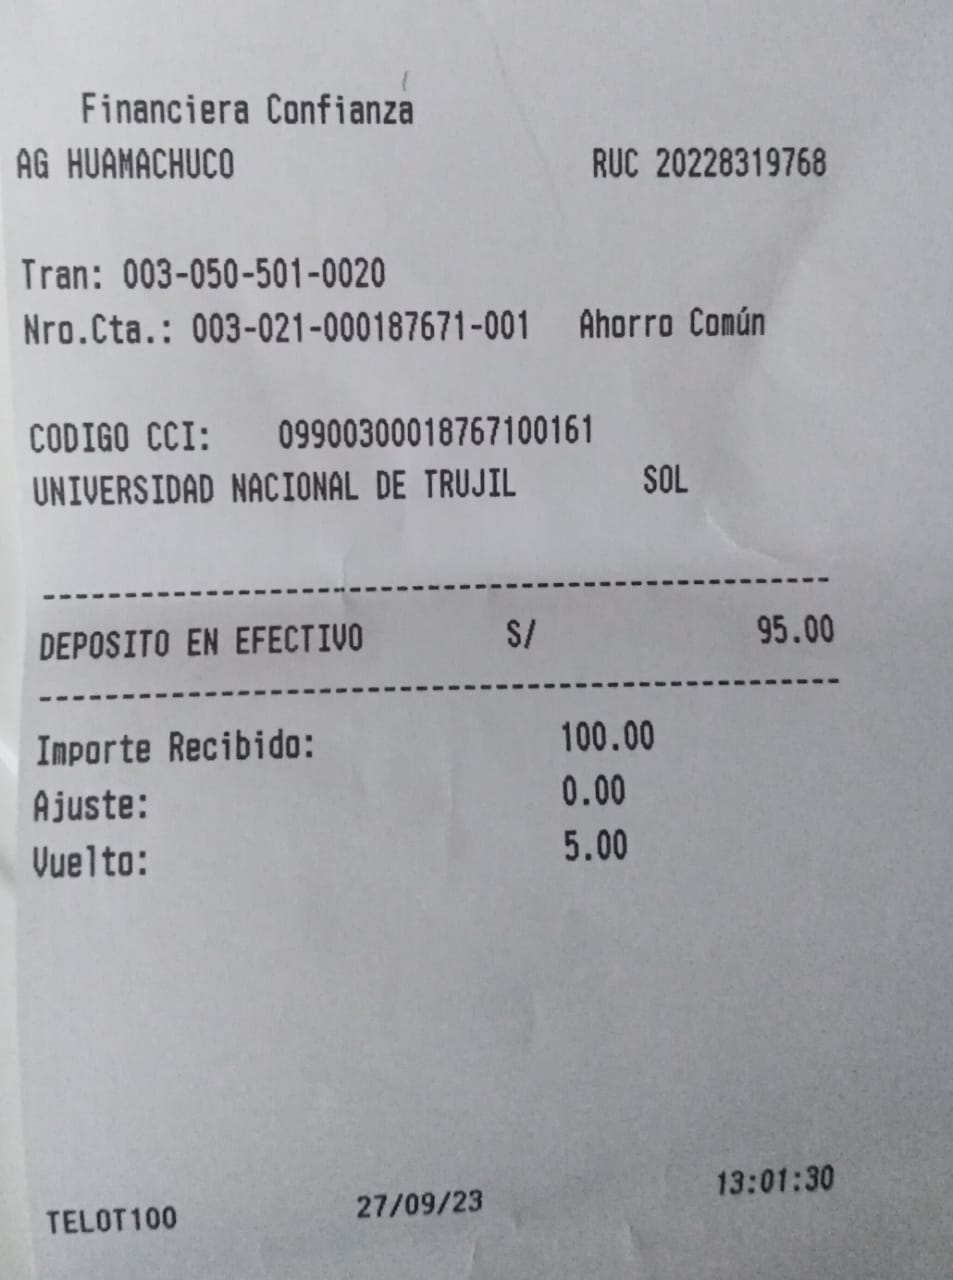 Financiera Confianza
AG HUAMACHUCO RUC 20228319768
Tran: 003-050-501-0020
Nro.Cta.: 003-021-000187671-001 Ahorro Común
CODIGO CCI: 09900300018767100161
UNIVERSIDAD NACIONAL DE TRUJIL SOL
DEPOSITO EN EFECTIVO S/ 95.00
Importe Recibido: 100.00
Ajuste: 0.00
Vuelto: 5.00
TELOT100 27/09/23 13:01:30